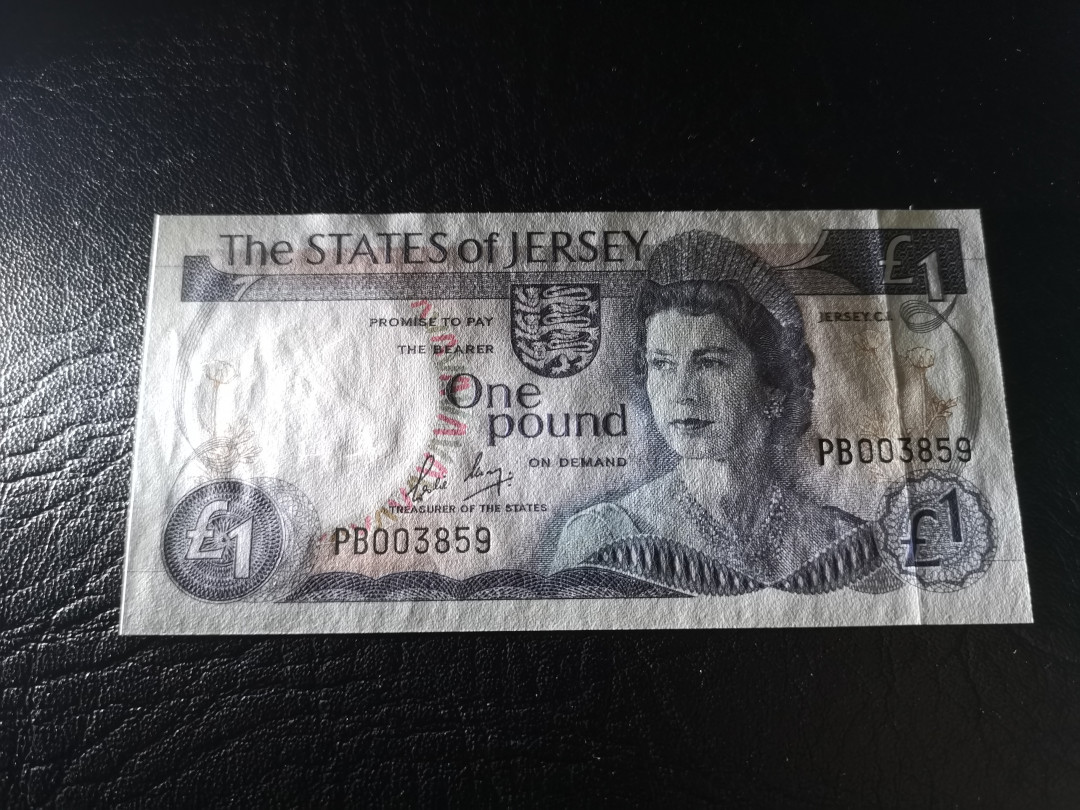 The STATES of JERSEY
£1
PROMISE TO PAY
JERSEY.C.I.
THE BEARER
One
pound
ON DEMAND
PB003859
TREASURER OF THE STATES
£1
PB003859
£1